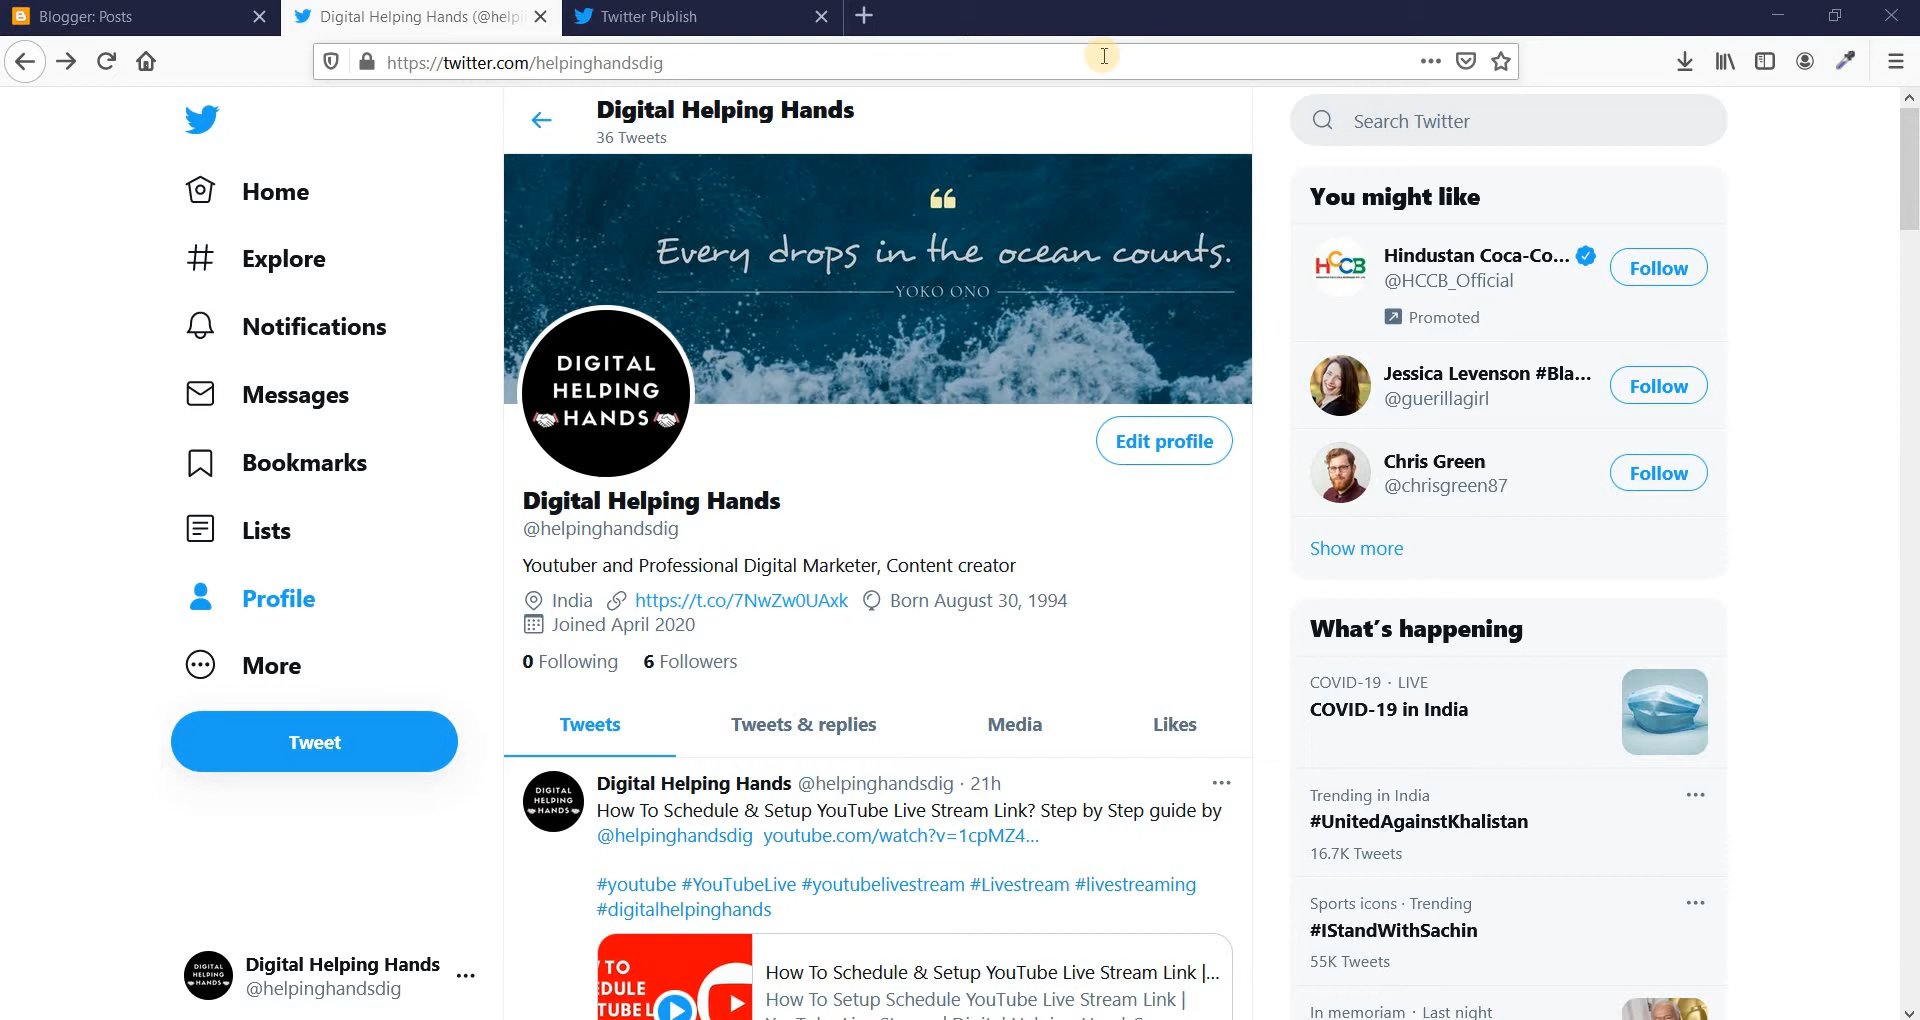 Blogger: Posts
Digital Helping Hands (@help
Twitter Publish
https://twitter.com/helpinghandsdig
Digital Helping Hands
36 Tweets
Search Twitter
Home
Explore
Notifications
Messages
Bookmarks
Lists
Profile
More
Tweet
Digital Helping Hands
@helpinghandsdig
Every drops in the ocean counts.
YOKO ONO
DIGITAL
HELPING
HANDS
Edit profile
Digital Helping Hands
@helpinghandsdig
Youtuber and Professional Digital Marketer, Content creator
India https://t.co/7NwZw0UAxk Born August 30, 1994
Joined April 2020
0 Following 6 Followers
Tweets Tweets & replies Media Likes
DIGITAL
HELPING
HANDS
Digital Helping Hands @helpinghandsdig · 21h
How To Schedule & Setup YouTube Live Stream Link? Step by Step guide by
@helpinghandsdig youtube.com/watch?v=1cpMZ4...
#youtube #YouTubeLive #youtubelivestream #Livestream #livestreaming
#digitalhelpinghands
How To Schedule & Setup YouTube Live Stream Link |...
How To Setup Schedule YouTube Live Stream Link |
You might like
HCCB
Hindustan Coca-Co...
@HCCB_Official
Promoted
Follow
Jessica Levenson #Bla...
@guerillagirl
Follow
Chris Green
@chrisgreen87
Follow
Show more
What's happening
COVID-19 · LIVE
COVID-19 in India
Trending in India
#UnitedAgainstKhalistan
16.7K Tweets
Sports icons · Trending
#IStandWithSachin
55K Tweets
In memoriam · Last night